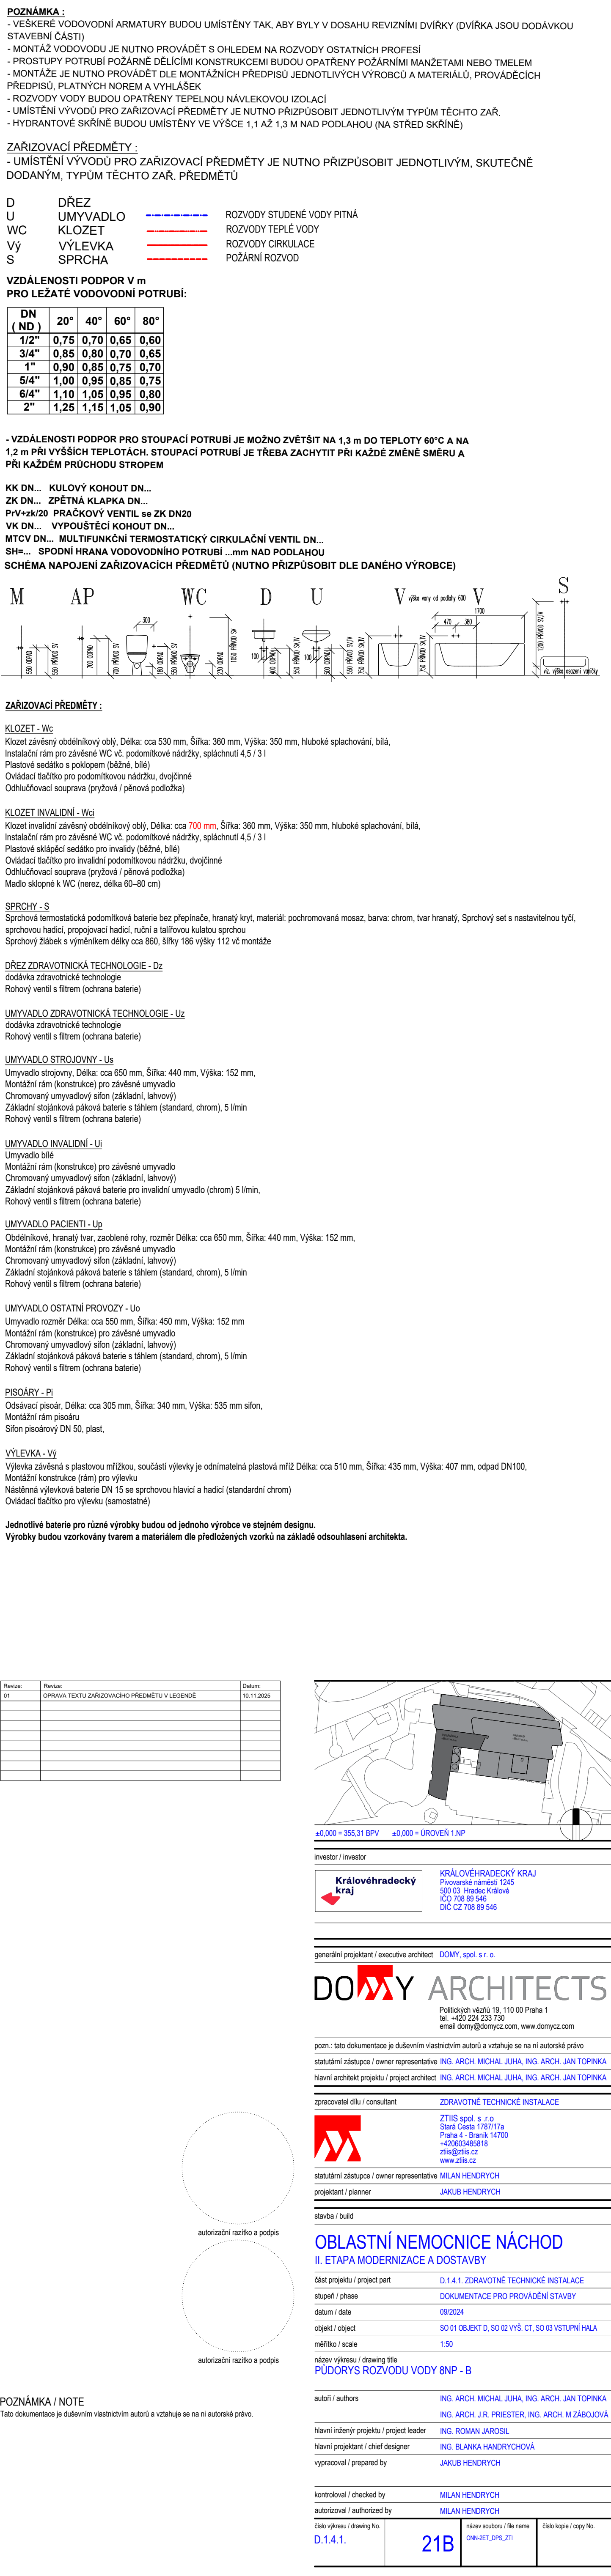 POZNÁMKA :
- VEŠKERÉ VODOVODNÍ ARMATURY BUDOU UMÍSTĚNY TAK, ABY BYLY V DOSAHU REVIZNÍMI DVÍŘKY (DVÍŘKA JSOU DODÁVKOU
STAVEBNÍ ČÁSTI)
- MONTÁŽ VODOVODU JE NUTNO PROVÁDĚT S OHLEDEM NA ROZVODY OSTATNÍCH PROFESÍ
- PROSTUPY POTRUBÍ POŽÁRNĚ DĚLÍCÍMI KONSTRUKCEMI BUDOU OPATŘENY POŽÁRNÍMI MANŽETAMI NEBO TMELEM
- MONTÁŽE JE NUTNO PROVÁDĚT DLE MONTÁŽNÍCH PŘEDPISŮ JEDNOTLIVÝCH VÝROBCŮ A MATERIÁLŮ, PROVÁDĚCÍCH
PŘEDPISŮ, PLATNÝCH NOREM A VYHLÁŠEK
- ROZVODY VODY BUDOU OPATŘENY TEPELNOU NÁVLEKOVOU IZOLACÍ
- UMÍSTĚNÍ VÝVODŮ PRO ZAŘIZOVACÍ PŘEDMĚTY JE NUTNO PŘIZPŮSOBIT JEDNOTLIVÝM TYPŮM TĚCHTO ZAŘ.
- HYDRANTOVÉ SKŘÍNĚ BUDOU UMÍSTĚNY VE VÝŠCE 1,1 AŽ 1,3 M NAD PODLAHOU (NA STŘED SKŘÍNĚ)
ZAŘIZOVACÍ PŘEDMĚTY :
- UMÍSTĚNÍ VÝVODŮ PRO ZAŘIZOVACÍ PŘEDMĚTY JE NUTNO PŘIZPŮSOBIT JEDNOTLIVÝM, SKUTEČNĚ
DODANÝM, TYPŮM TĚCHTO ZAŘ. PŘEDMĚTŮ
D DŘEZ
U UMYVADLO ROZVODY STUDENÉ VODY PITNÁ
WC KLOZET ROZVODY TEPLÉ VODY
Vý VÝLEVKA ROZVODY CIRKULACE
S SPRCHA POŽÁRNÍ ROZVOD
VZDÁLENOSTI PODPOR V m
PRO LEŽATÉ VODOVODNÍ POTRUBÍ:
DN ( ND ) 20° 40° 60° 80°
1/2" 0,75 0,70 0,65 0,60
3/4" 0,85 0,80 0,70 0,65
1" 0,90 0,85 0,75 0,70
5/4" 1,00 0,95 0,85 0,75
6/4" 1,10 1,05 0,95 0,80
2" 1,25 1,15 1,05 0,90
- VZDÁLENOSTI PODPOR PRO STOUPACÍ POTRUBÍ JE MOŽNO ZVĚTŠIT NA 1,3 m DO TEPLOTY 60°C A NA
1,2 m PŘI VYŠŠÍCH TEPLOTÁCH. STOUPACÍ POTRUBÍ JE TŘEBA ZACHYTIT PŘI KAŽDÉ ZMĚNĚ SMĚRU A
PŘI KAŽDÉM PRŮCHODU STROPEM
KK DN... KULOVÝ KOHOUT DN...
ZK DN... ZPĚTNÁ KLAPKA DN...
PrV+zk/20 PRAČKOVÝ VENTIL se ZK DN20
VK DN... VYPOUŠTĚCÍ KOHOUT DN...
MTCV DN... MULTIFUNKČNÍ TERMOSTATICKÝ CIRKULAČNÍ VENTIL DN...
SH=... SPODNÍ HRANA VODOVODNÍHO POTRUBÍ ...mm NAD PODLAHOU
SCHÉMA NAPOJENÍ ZAŘIZOVACÍCH PŘEDMĚTŮ (NUTNO PŘIZPŮSOBIT DLE DANÉHO VÝROBCE)
M AP WC D U V výška vany od podlahy 600 V S
300 1700
470 380
100 100
550 ODPAD 550 PŘÍVOD SV 700 ODPAD 700 PŘÍVOD SV 550 PŘÍVOD SV 230 ODPAD 1050 PŘÍVOD SV
viz. výška osazení vaničky
ZAŘIZOVACÍ PŘEDMĚTY :
KLOZET - Wc
Klozet závěsný obdélníkový oblý, Délka: cca 530 mm, Šířka: 360 mm, Výška: 350 mm, hluboké splachování, bílá,
Instalační rám pro závěsné WC vč. podomítkové nádržky, spláchnutí 4,5 / 3 l
Plastové sedátko s poklopem (běžné, bílé)
Ovládací tlačítko pro podomítkovou nádržku, dvojčinné
Odhlučňovací souprava (pryžová / pěnová podložka)
KLOZET INVALIDNÍ - Wci
Klozet invalidní závěsný obdélníkový oblý, Délka: cca 700 mm, Šířka: 360 mm, Výška: 350 mm, hluboké splachování, bílá,
Instalační rám pro závěsné WC vč. podomítkové nádržky, spláchnutí 4,5 / 3 l
Plastové sklápěcí sedátko pro invalidy (běžné, bílé)
Ovládací tlačítko pro invalidní podomítkovou nádržku, dvojčinné
Odhlučňovací souprava (pryžová / pěnová podložka)
Madlo sklopné k WC (nerez, délka 60–80 cm)
SPRCHY - S
Sprchová termostatická podomítková baterie bez přepínače, hranatý kryt, materiál: pochromovaná mosaz, barva: chrom, tvar hranatý, Sprchový set s nastavitelnou tyčí,
sprchovou hadicí, propojovací hadicí, ruční a talířovou kulatou sprchou
Sprchový žlábek s výměníkem délky cca 860, šířky 186 výšky 112 vč montáže
DŘEZ ZDRAVOTNICKÁ TECHNOLOGIE - Dz
dodávka zdravotnické technologie
Rohový ventil s filtrem (ochrana baterie)
UMYVADLO ZDRAVOTNICKÁ TECHNOLOGIE - Uz
dodávka zdravotnické technologie
Rohový ventil s filtrem (ochrana baterie)
UMYVADLO STROJOVNY - Us
Umyvadlo strojovny, Délka: cca 650 mm, Šířka: 440 mm, Výška: 152 mm,
Montážní rám (konstrukce) pro závěsné umyvadlo
Chromovaný umyvadlový sifon (základní, lahvový)
Základní stojánková páková baterie s táhlem (standard, chrom), 5 l/min
Rohový ventil s filtrem (ochrana baterie)
UMYVADLO INVALIDNÍ - Ui
Umyvadlo bílé
Montážní rám (konstrukce) pro závěsné umyvadlo
Chromovaný umyvadlový sifon (základní, lahvový)
Základní stojánková páková baterie pro invalidní umyvadlo (chrom) 5 l/min,
Rohový ventil s filtrem (ochrana baterie)
UMYVADLO PACIENTI - Up
Obdélníkové, hranatý tvar, zaoblené rohy, rozměr Délka: cca 650 mm, Šířka: 440 mm, Výška: 152 mm,
Montážní rám (konstrukce) pro závěsné umyvadlo
Chromovaný umyvadlový sifon (základní, lahvový)
Základní stojánková páková baterie s táhlem (standard, chrom), 5 l/min
Rohový ventil s filtrem (ochrana baterie)
UMYVADLO OSTATNÍ PROVOZY - Uo
Umyvadlo rozměr Délka: cca 550 mm, Šířka: 450 mm, Výška: 152 mm
Montážní rám (konstrukce) pro závěsné umyvadlo
Chromovaný umyvadlový sifon (základní, lahvový)
Základní stojánková páková baterie s táhlem (standard, chrom), 5 l/min
Rohový ventil s filtrem (ochrana baterie)
PISOÁRY - Pi
Odsávací pisoár, Délka: cca 305 mm, Šířka: 340 mm, Výška: 535 mm sifon,
Montážní rám pisoáru
Sifon pisoárový DN 50, plast,
VÝLEVKA - Vý
Výlevka závěsná s plastovou mřížkou, součástí výlevky je odnímatelná plastová mříž Délka: cca 510 mm, Šířka: 435 mm, Výška: 407 mm, odpad DN100,
Montážní konstrukce (rám) pro výlevku
Nástěnná výlevková baterie DN 15 se sprchovou hlavicí a hadicí (standardní chrom)
Ovládací tlačítko pro výlevku (samostatné)
Jednotlivé baterie pro různé výrobky budou od jednoho výrobce ve stejném designu.
Výrobky budou vzorkovány tvarem a materiálem dle předložených vzorků na základě odsouhlasení architekta.
Revize: Revize: Datum:
01 OPRAVA TEXTU ZAŘIZOVACÍHO PŘEDMĚTU V LEGENDĚ 10.11.2025
±0,000 = 355,31 BPV ±0,000 = ÚROVEŇ 1.NP
investor / investor
Královéhradecký
kraj
KRÁLOVÉHRADECKÝ KRAJ
Pivovarské náměstí 1245
500 03 Hradec Králové
IČO 708 89 546
DIČ CZ 708 89 546
generální projektant / executive architect DOMY, spol. s r. o.
DOMY ARCHITECTS
Politických vězňů 19, 110 00 Praha 1
tel. +420 224 233 730
email domy@domycz.com, www.domycz.com
pozn.: tato dokumentace je duševním vlastnictvím autorů a vztahuje se na ní autorské právo
statutární zástupce / owner representative ING. ARCH. MICHAL JUHA, ING. ARCH. JAN TOPINKA
hlavní architekt projektu / project architect ING. ARCH. MICHAL JUHA, ING. ARCH. JAN TOPINKA
zpracovatel dílu / consultant ZDRAVOTNĚ TECHNICKÉ INSTALACE
ZTIIS spol. s .r.o
Stará Cesta 1787/17a
Praha 4 - Braník 14700
+420603485818
ztiis@ztiis.cz
www.ztiis.cz
statutární zástupce / owner representative MILAN HENDRYCH
projektant / planner JAKUB HENDRYCH
stavba / build
autorizační razítko a podpis
OBLASTNÍ NEMOCNICE NÁCHOD
II. ETAPA MODERNIZACE A DOSTAVBY
část projektu / project part D.1.4.1. ZDRAVOTNĚ TECHNICKÉ INSTALACE
stupeň / phase DOKUMENTACE PRO PROVÁDĚNÍ STAVBY
datum / date 09/2024
objekt / object SO 01 OBJEKT D, SO 02 VYŠ. CT, SO 03 VSTUPNÍ HALA
měřítko / scale 1:50
autorizační razítko a podpis
název výkresu / drawing title
PŮDORYS ROZVODU VODY 8NP - B
POZNÁMKA / NOTE
Tato dokumentace je duševním vlastnictvím autorů a vztahuje se na ni autorské právo.
autoři / authors ING. ARCH. MICHAL JUHA, ING. ARCH. JAN TOPINKA
ING. ARCH. J.R. PRIESTER, ING. ARCH. M ZÁBOJOVÁ
hlavní inženýr projektu / project leader ING. ROMAN JAROSIL
hlavní projektant / chief designer ING. BLANKA HANDRYCHOVÁ
vypracoval / prepared by JAKUB HENDRYCH
kontroloval / checked by MILAN HENDRYCH
autorizoval / authorized by MILAN HENDRYCH
číslo výkresu / drawing No. název souboru / file name číslo kopie / copy No.
D.1.4.1. 21B ONN-2ET_DPS_ZTI